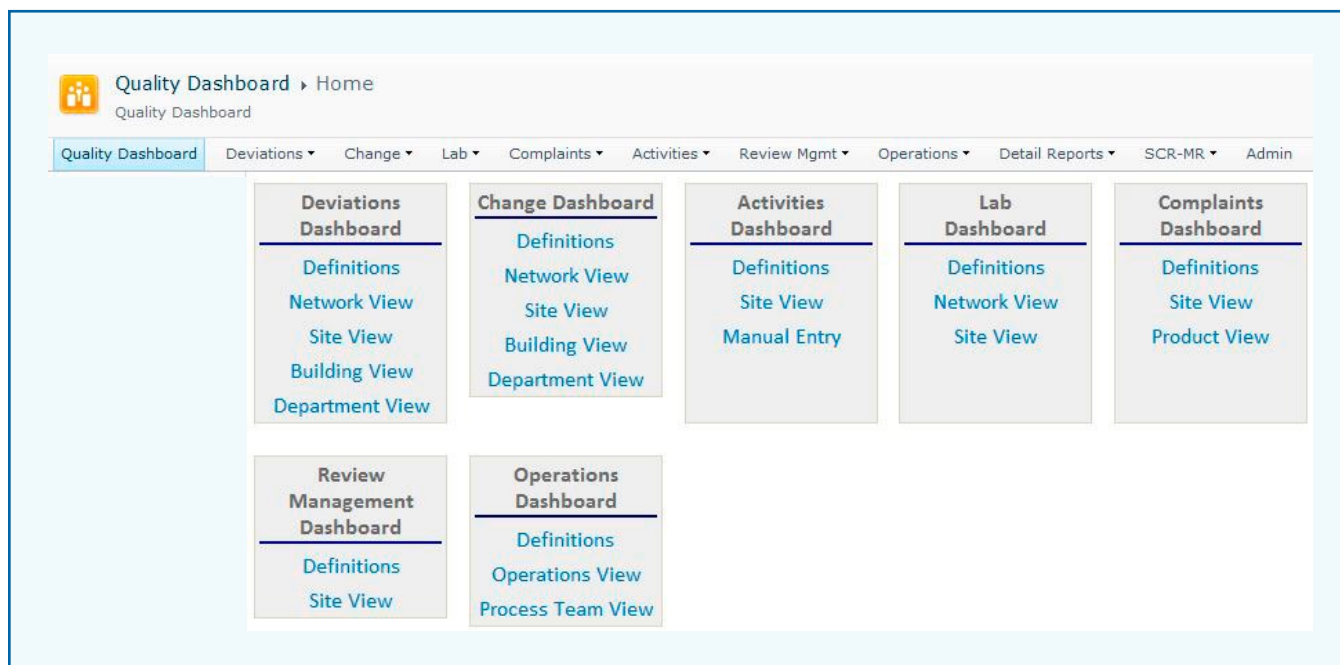 Quality Dashboard ▸ Home
Quality Dashboard
Quality Dashboard Deviations ▾ Change ▾ Lab ▾ Complaints ▾ Activities ▾ Review Mgmt ▾ Operations ▾ Detail Reports ▾ SCR-MR ▾ Admin
Deviations
Dashboard
Definitions
Network View
Site View
Building View
Department View
Change Dashboard
Definitions
Network View
Site View
Building View
Department View
Activities
Dashboard
Definitions
Site View
Manual Entry
Lab
Dashboard
Definitions
Network View
Site View
Complaints
Dashboard
Definitions
Site View
Product View
Review
Management
Dashboard
Definitions
Site View
Operations
Dashboard
Definitions
Operations View
Process Team View